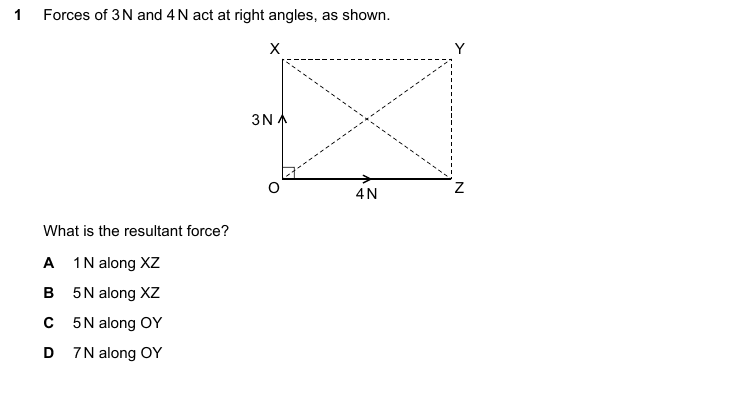 1 Forces of 3 N and 4 N act at right angles, as shown.
X Y
3 N
O Z
4 N
What is the resultant force?
A 1 N along XZ
B 5 N along XZ
C 5 N along OY
D 7 N along OY